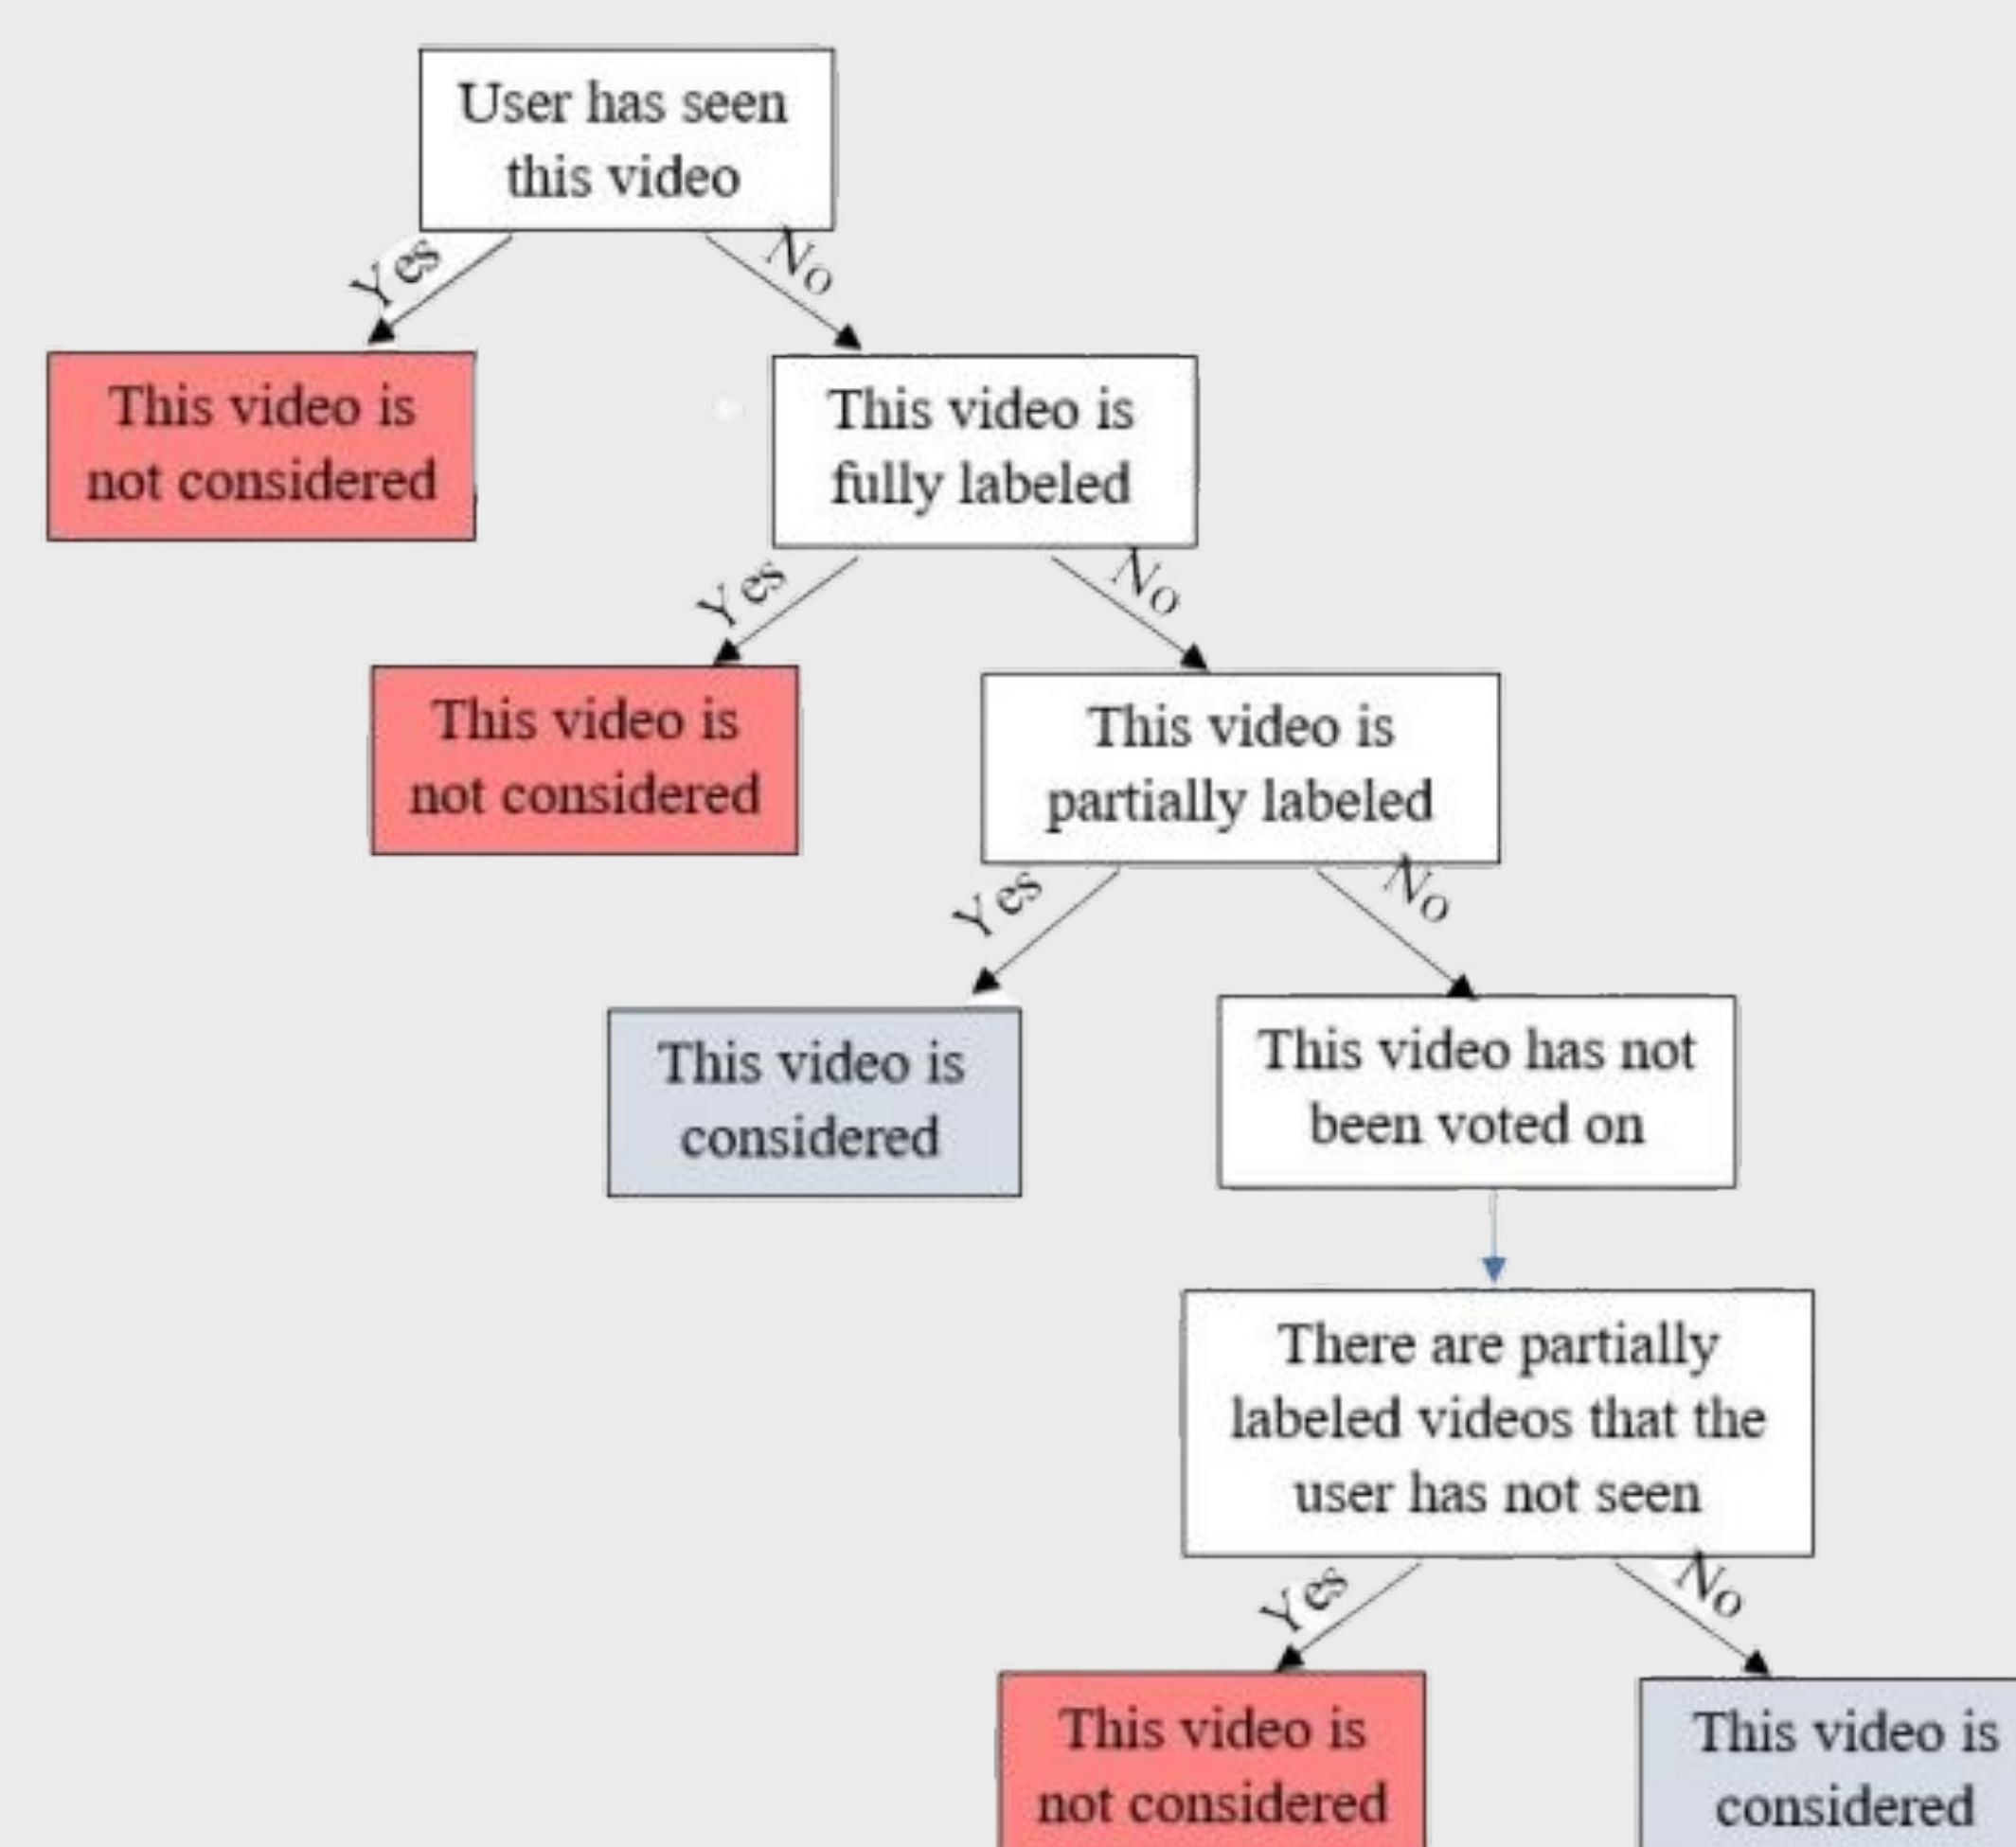 User has seen
this video
Yes
No
This video is
not considered
This video is
fully labeled
Yes
No
This video is
not considered
This video is
partially labeled
Yes
No
This video is
considered
This video has not
been voted on
There are partially
labeled videos that the
user has not seen
Yes
No
This video is
not considered
This video is
considered